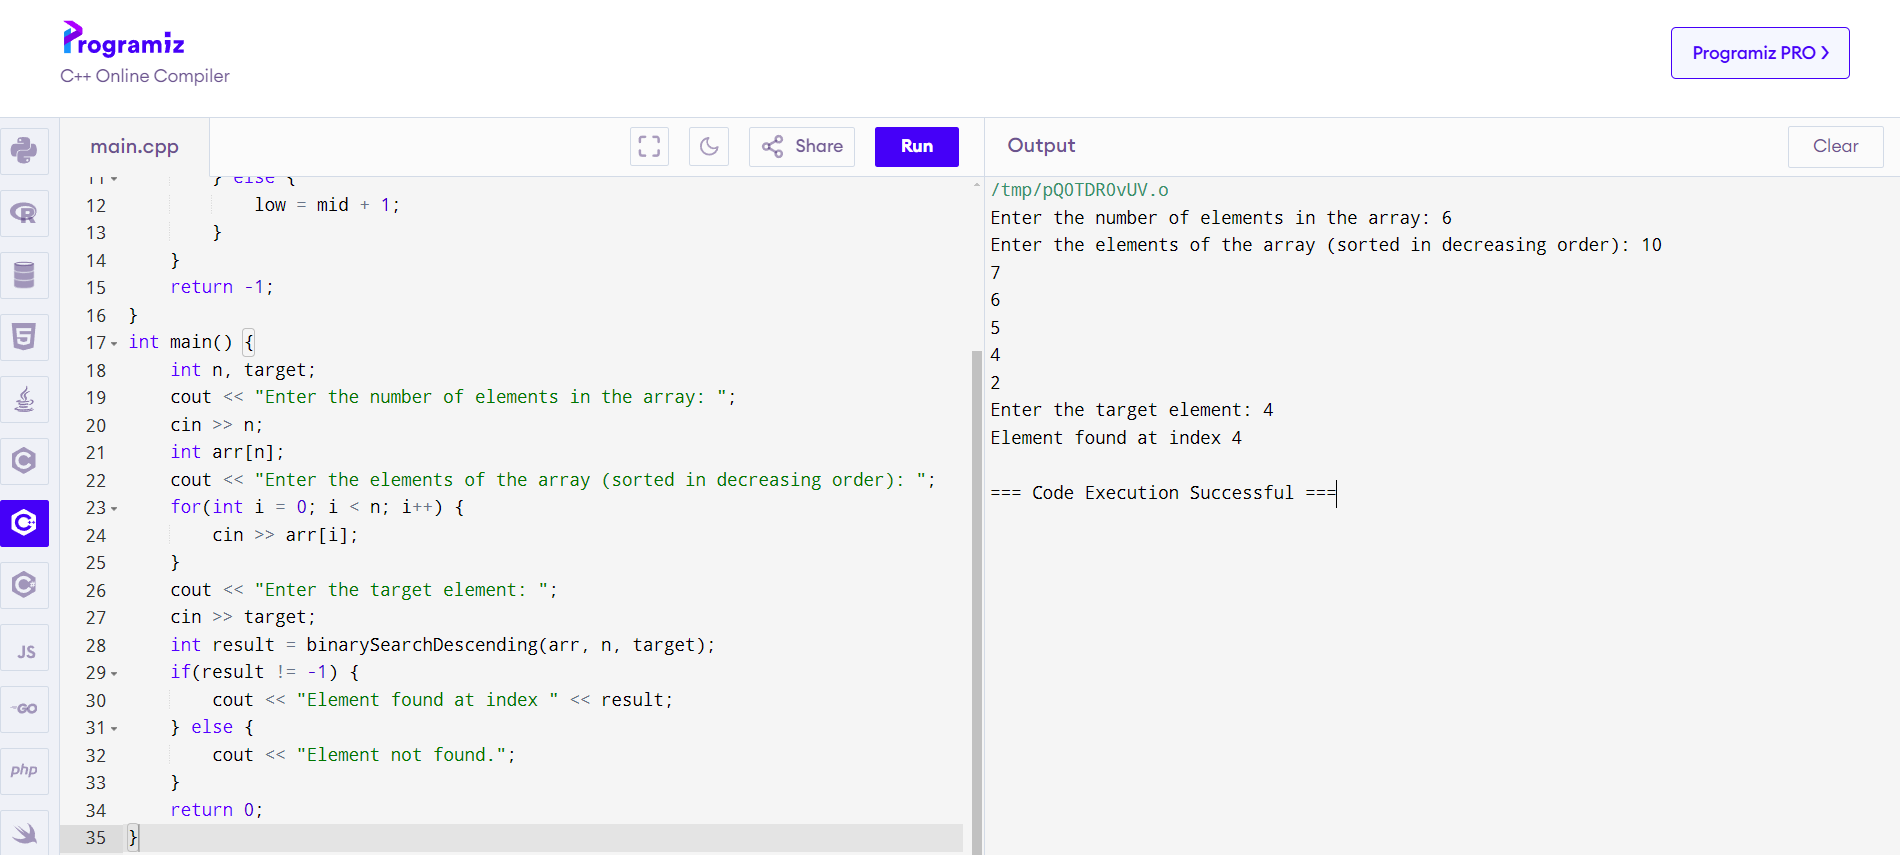 Programiz
C++ Online Compiler
Programiz PRO >
main.cpp
Share
Run
Output
Clear
11 } else {
12 low = mid + 1;
13 }
14 }
15 return -1;
16 }
17 int main() {
18 int n, target;
19 cout << "Enter the number of elements in the array: ";
20 cin >> n;
21 int arr[n];
22 cout << "Enter the elements of the array (sorted in decreasing order): ";
23 for(int i = 0; i < n; i++) {
24 cin >> arr[i];
25 }
26 cout << "Enter the target element: ";
27 cin >> target;
28 int result = binarySearchDescending(arr, n, target);
29 if(result != -1) {
30 cout << "Element found at index " << result;
31 } else {
32 cout << "Element not found.";
33 }
34 return 0;
35 }
/tmp/pQOTDROvUV.o
Enter the number of elements in the array: 6
Enter the elements of the array (sorted in decreasing order): 10
7
6
5
4
2
Enter the target element: 4
Element found at index 4
=== Code Execution Successful ===
R
5
C
C+
C#
JS
GO
php